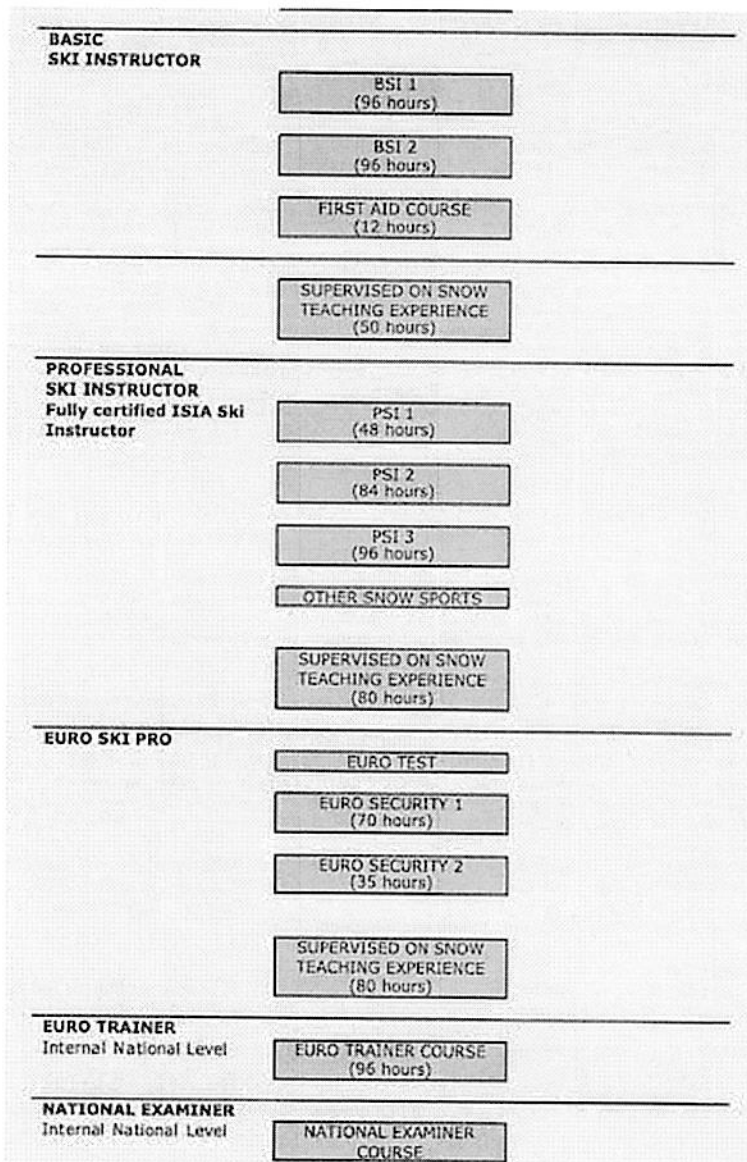 BASIC
SKI INSTRUCTOR
BSI 1
(96 hours)
BSI 2
(96 hours)
FIRST AID COURSE
(12 hours)
SUPERVISED ON SNOW
TEACHING EXPERIENCE
(50 hours)
PROFESSIONAL
SKI INSTRUCTOR
Fully certified ISIA Ski
Instructor
PSI 1
(48 hours)
PSI 2
(84 hours)
PSI 3
(96 hours)
OTHER SNOW SPORTS
SUPERVISED ON SNOW
TEACHING EXPERIENCE
(80 hours)
EURO SKI PRO
EURO TEST
EURO SECURITY 1
(70 hours)
EURO SECURITY 2
(35 hours)
SUPERVISED ON SNOW
TEACHING EXPERIENCE
(80 hours)
EURO TRAINER
Internal National Level
EURO TRAINER COURSE
(96 hours)
NATIONAL EXAMINER
Internal National Level
NATIONAL EXAMINER
COURSE